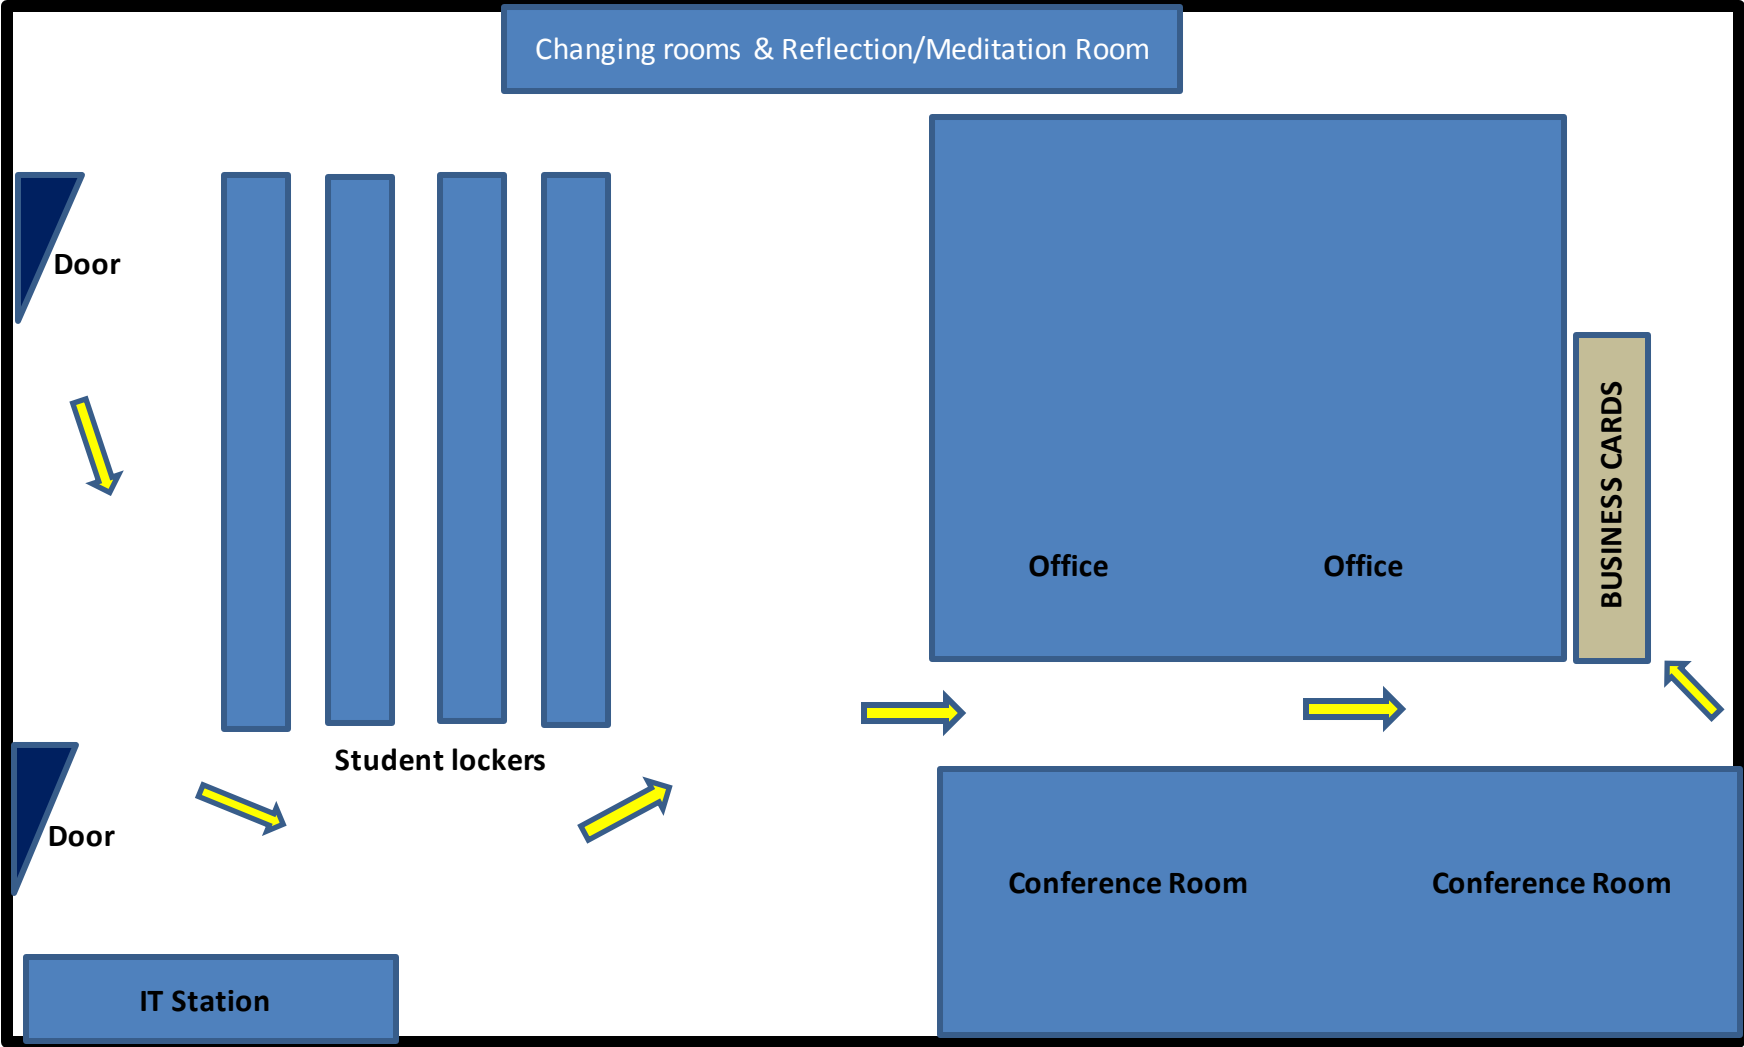 Changing rooms & Reflection/Meditation Room
Door
BUSINESS CARDS
Office
Office
Student lockers
Door
Conference Room
Conference Room
IT Station